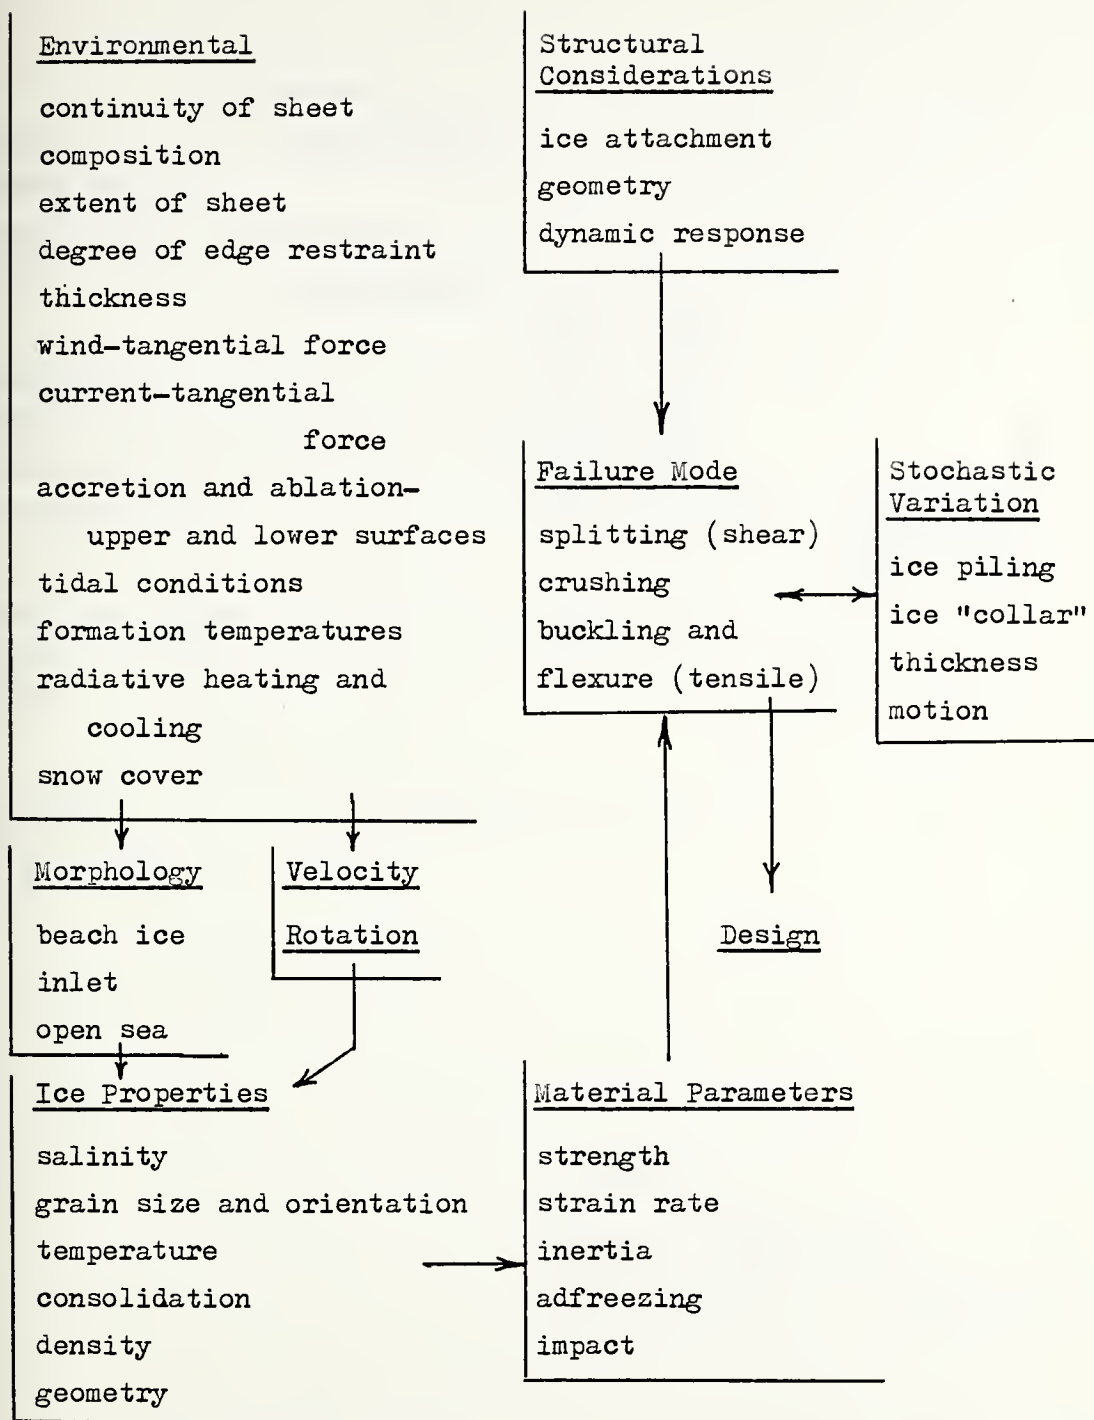 Environmental
continuity of sheet
composition
extent of sheet
degree of edge restraint
thickness
wind-tangential force
current-tangential
force
accretion and ablation-
upper and lower surfaces
tidal conditions
formation temperatures
radiative heating and
cooling
snow cover
Structural
Considerations
ice attachment
geometry
dynamic response
Failure Mode
splitting (shear)
crushing
buckling and
flexure (tensile)
Stochastic
Variation
ice piling
ice "collar"
thickness
motion
Morphology
beach ice
inlet
open sea
Velocity
Rotation
Design
Ice Properties
salinity
grain size and orientation
temperature
consolidation
density
geometry
Material Parameters
strength
strain rate
inertia
adfreezing
impact